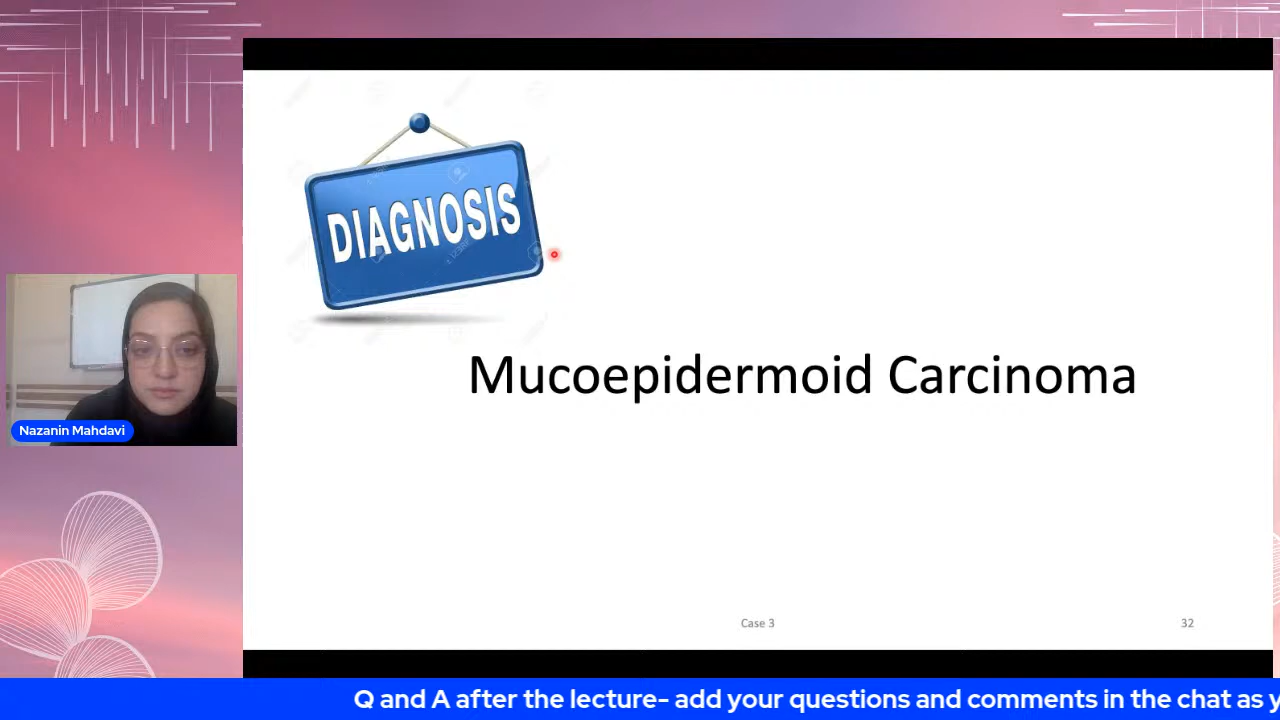 DIAGNOSIS
Mucoepidermoid Carcinoma
Nazanin Mahdavi
Case 3
32
Q and A after the lecture- add your questions and comments in the chat as y